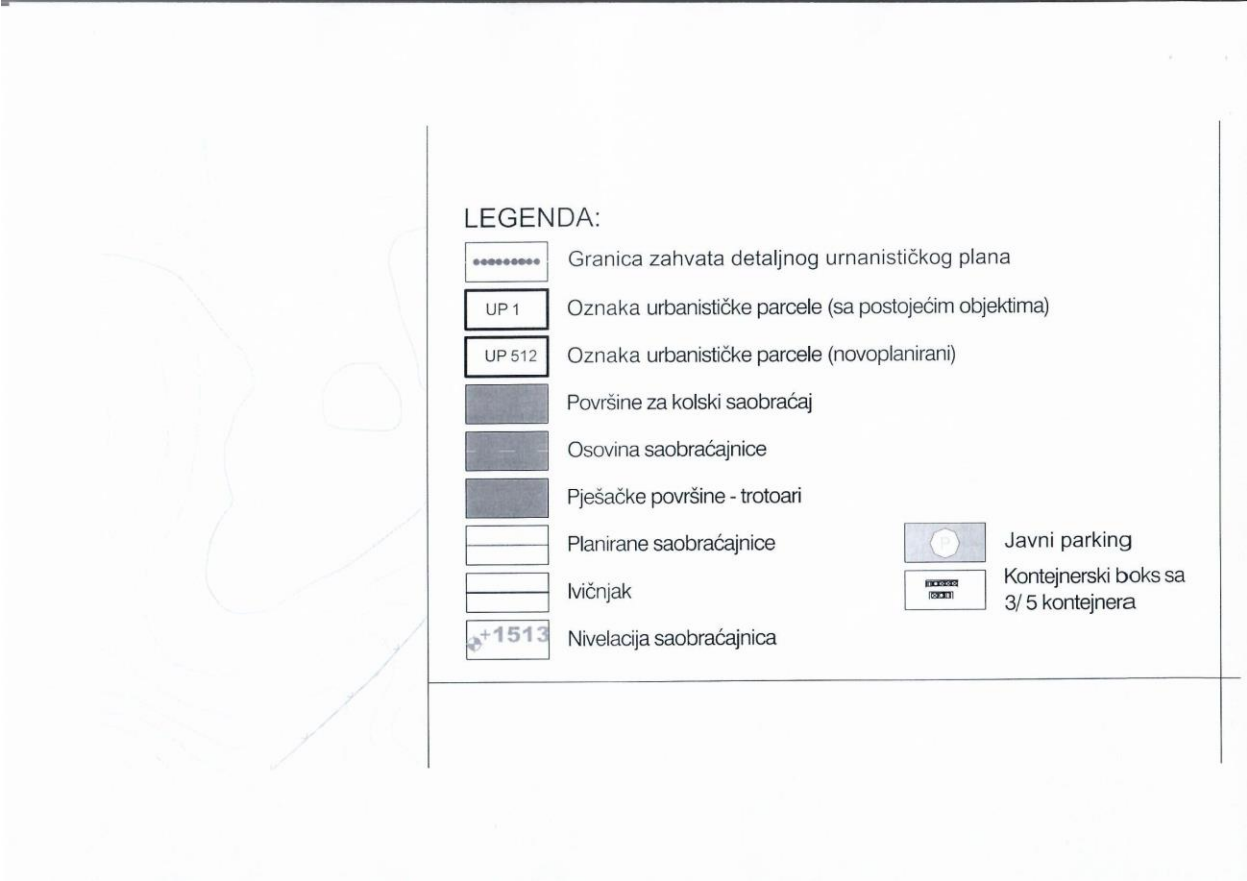 LEGENDA:
Granica zahvata detaljnog urnanističkog plana
UP 1
Oznaka urbanističke parcele (sa postojećim objektima)
UP 512
Oznaka urbanističke parcele (novoplanirani)
Površine za kolski saobraćaj
Osovina saobraćajnice
Pješačke površine - trotoari
Planirane saobraćajnice
Ivičnjak
+1513
Nivelacija saobraćajnica
P
Javni parking
Kontejnerski boks sa
3/ 5 kontejnera